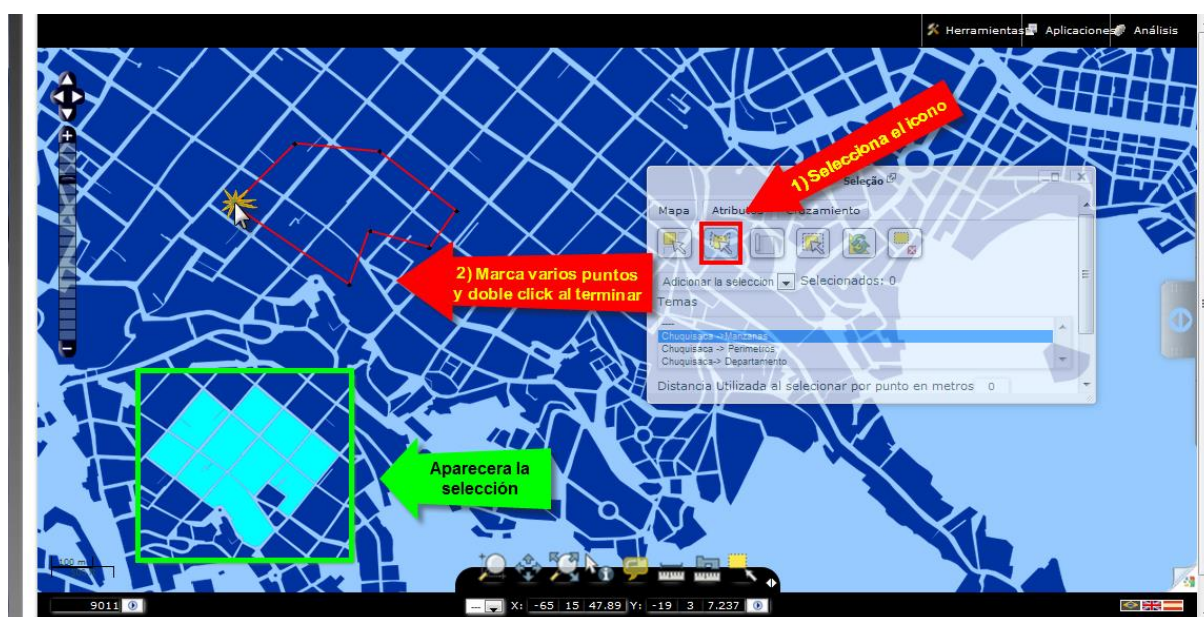 Herramientas
Aplicaciones
Análisis
1) Selecciona el icono
Seleção
Mapa
Atributos
Cruzamiento
2) Marca varios puntos
y doble click al terminar
Adicionar la seleccion
Selecionados: 0
Temas
----
Chuquisaca ->Manzanas
Chuquisaca -> Perimetros
Chuquisaca-> Departamento
Distancia Utilizada al selecionar por punto en metros 0
Aparecera la
selección
100 m
9011
-- X: -65 15 47.89 Y: -19 3 7.237